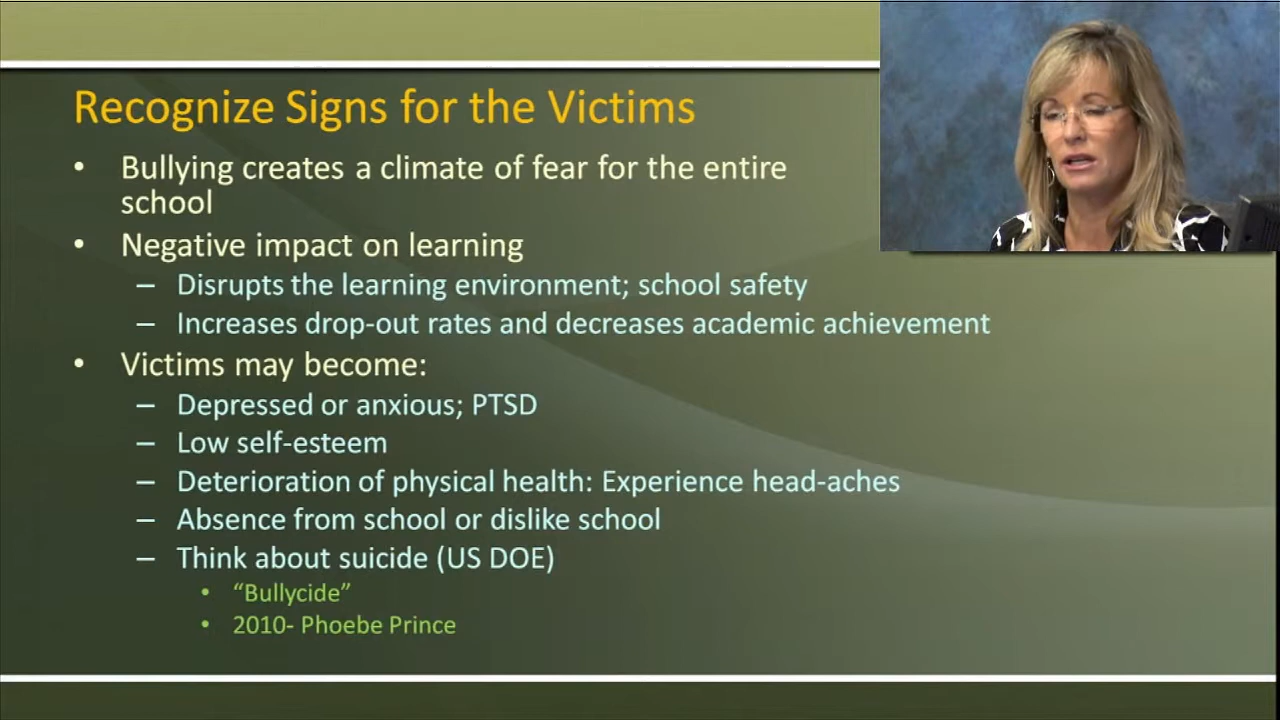 Recognize Signs for the Victims
• Bullying creates a climate of fear for the entire
school
• Negative impact on learning
– Disrupts the learning environment; school safety
– Increases drop-out rates and decreases academic achievement
• Victims may become:
– Depressed or anxious; PTSD
– Low self-esteem
– Deterioration of physical health: Experience head-aches
– Absence from school or dislike school
– Think about suicide (US DOE)
• “Bullycide”
• 2010- Phoebe Prince